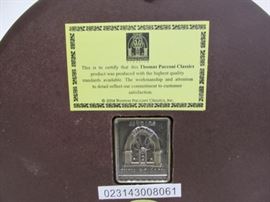 This is to certify that this Thomas Pacconi Classics
product was produced with the highest quality
standards available. The workmanship and attention
to detail reflect our commitment to customer
satisfaction.
© 2004 Thomas Pacconi Classics, Inc.
023143008061